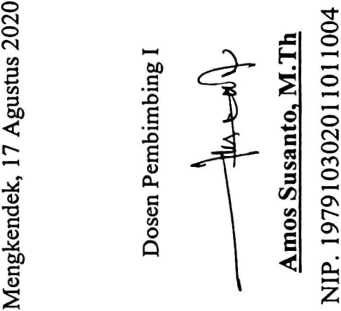 Mengkendek, 17 Agustus 2020
Dosen Pembimbing I
Amos Susanto, M.Th
NIP. 197910302011011004